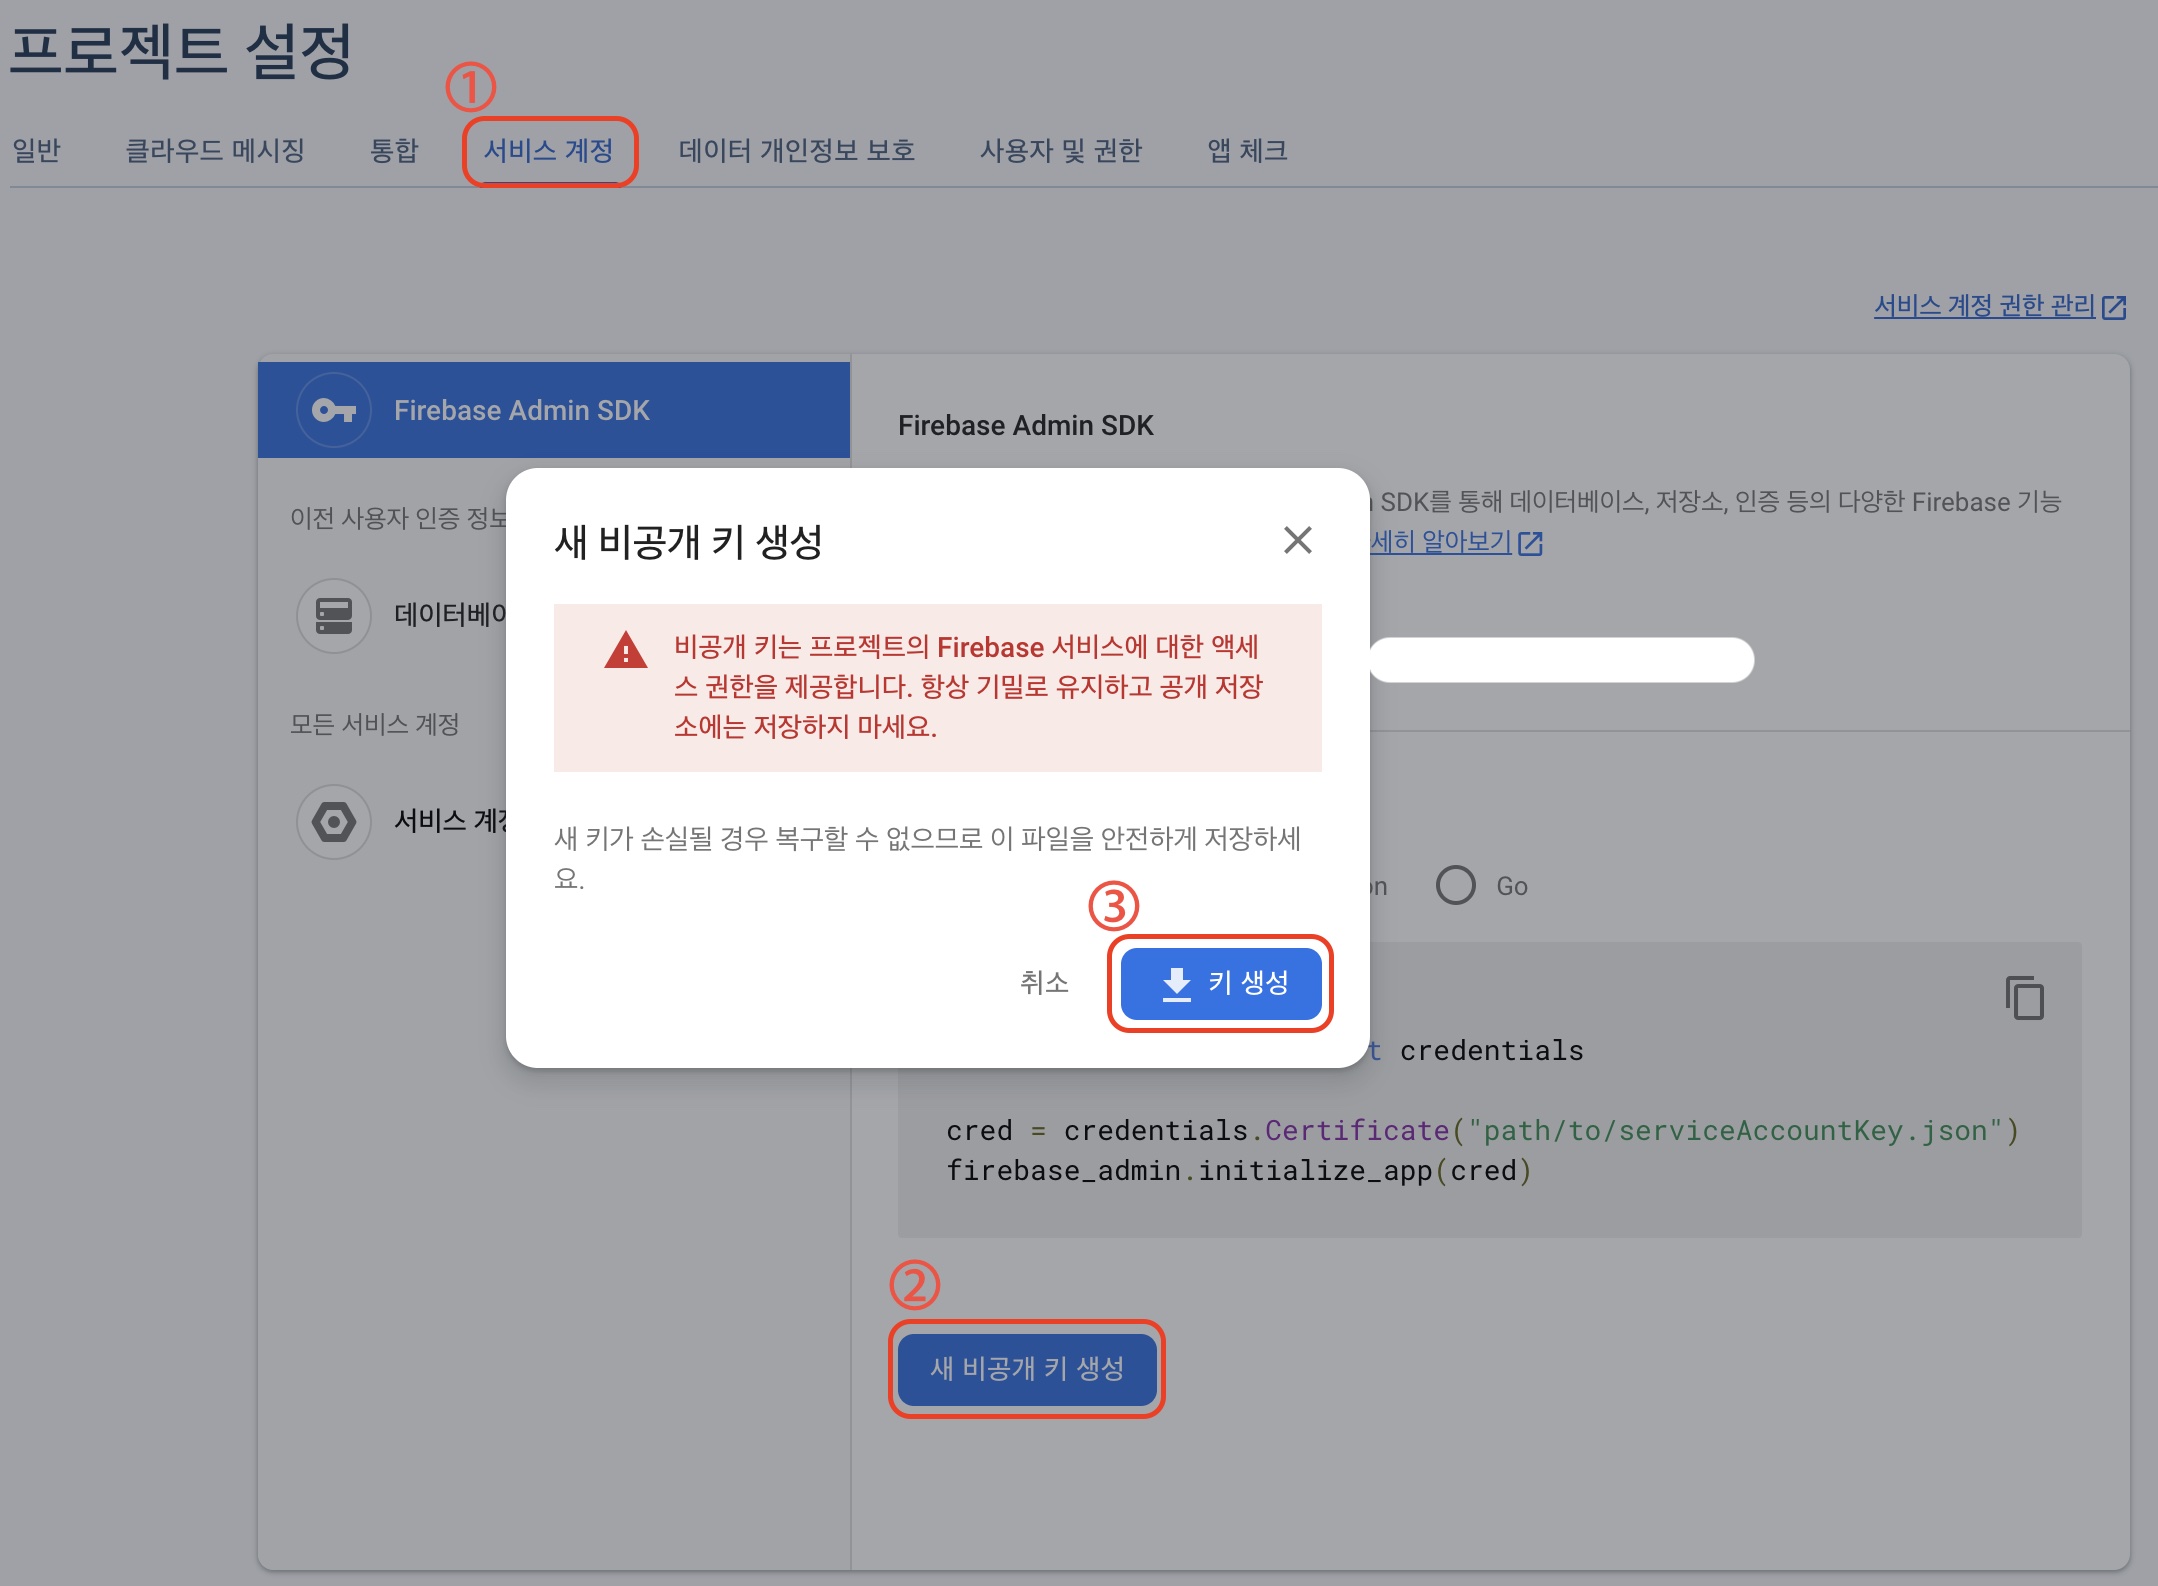 프로젝트 설정
①
일반 클라우드 메시징 통합 서비스 계정 데이터 개인정보 보호 사용자 및 권한 앱 체크
서비스 계정 권한 관리
Firebase Admin SDK
이전 사용자 인증 정보
데이터베이
모든 서비스 계정
서비스 계정
Firebase Admin SDK
SDK를 통해 데이터베이스, 저장소, 인증 등의 다양한 Firebase 기능
세히 알아보기
새 비공개 키 생성
비공개 키는 프로젝트의 Firebase 서비스에 대한 액세
스 권한을 제공합니다. 항상 기밀로 유지하고 공개 저장
소에는 저장하지 마세요.
새 키가 손실될 경우 복구할 수 없으므로 이 파일을 안전하게 저장하세
요.
③
취소 키 생성
on Go
t credentials
cred = credentials.Certificate("path/to/serviceAccountKey.json")
firebase_admin.initialize_app(cred)
②
새 비공개 키 생성